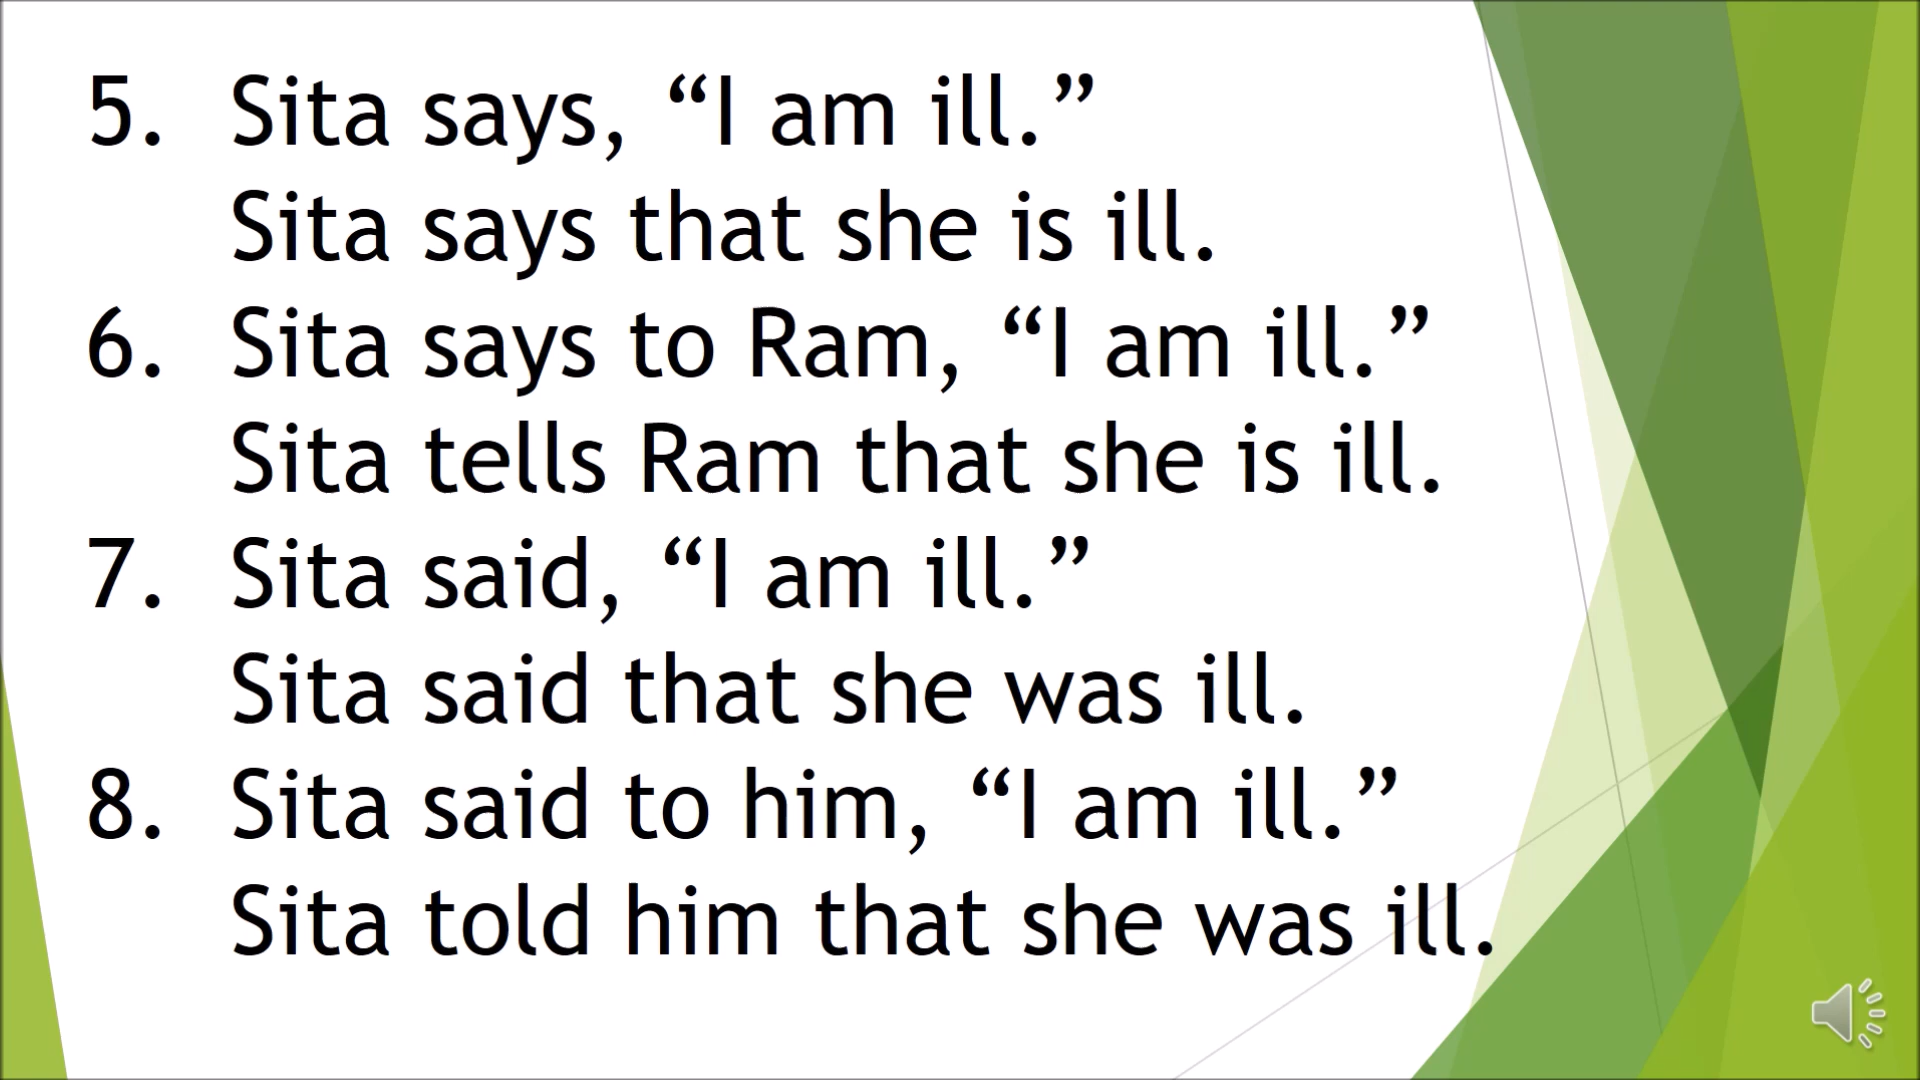 5. Sita says, “I am ill.”
Sita says that she is ill.
6. Sita says to Ram, “I am ill.”
Sita tells Ram that she is ill.
7. Sita said, “I am ill.”
Sita said that she was ill.
8. Sita said to him, “I am ill.”
Sita told him that she was ill.